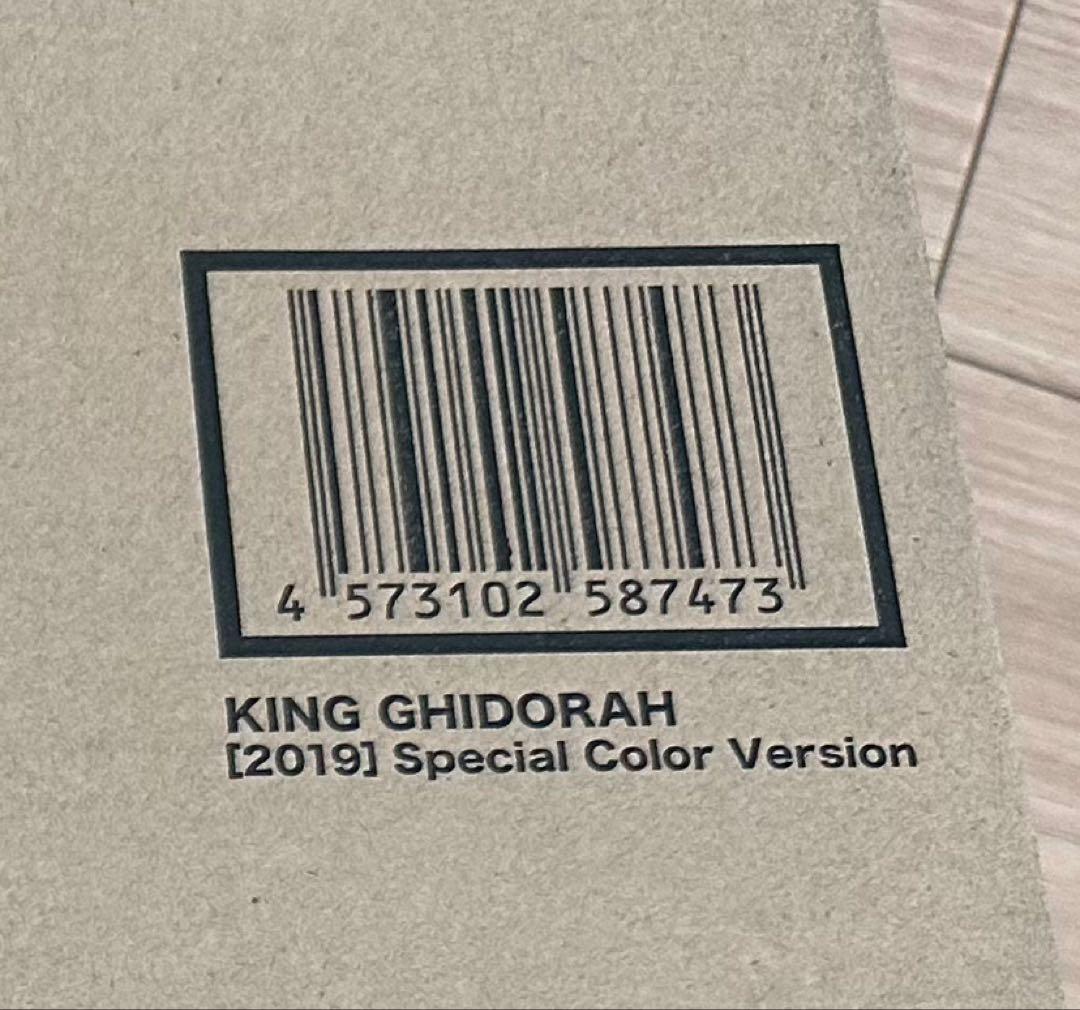 4 573102 587473
KING GHIDORAH
[2019] Special Color Version